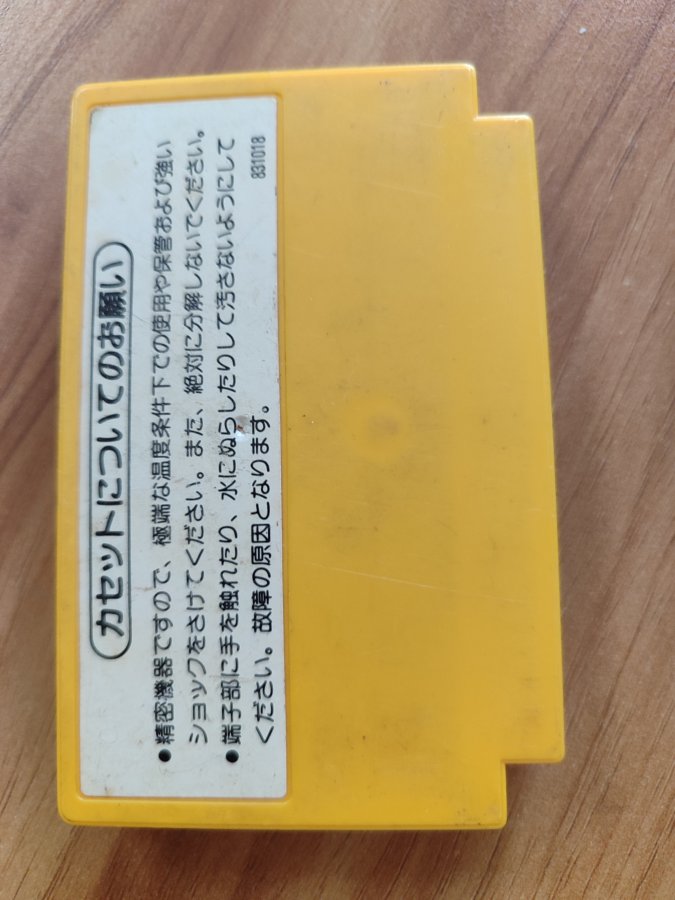 カセットについてのお願い
●精密機器ですので、極端な温度条件下での使用や保管および強い
ショックをさけてください。また、絶対に分解しないでください。
●端子部に手を触れたり、水にぬらしたりして汚さないようにして
ください。故障の原因となります。
831018